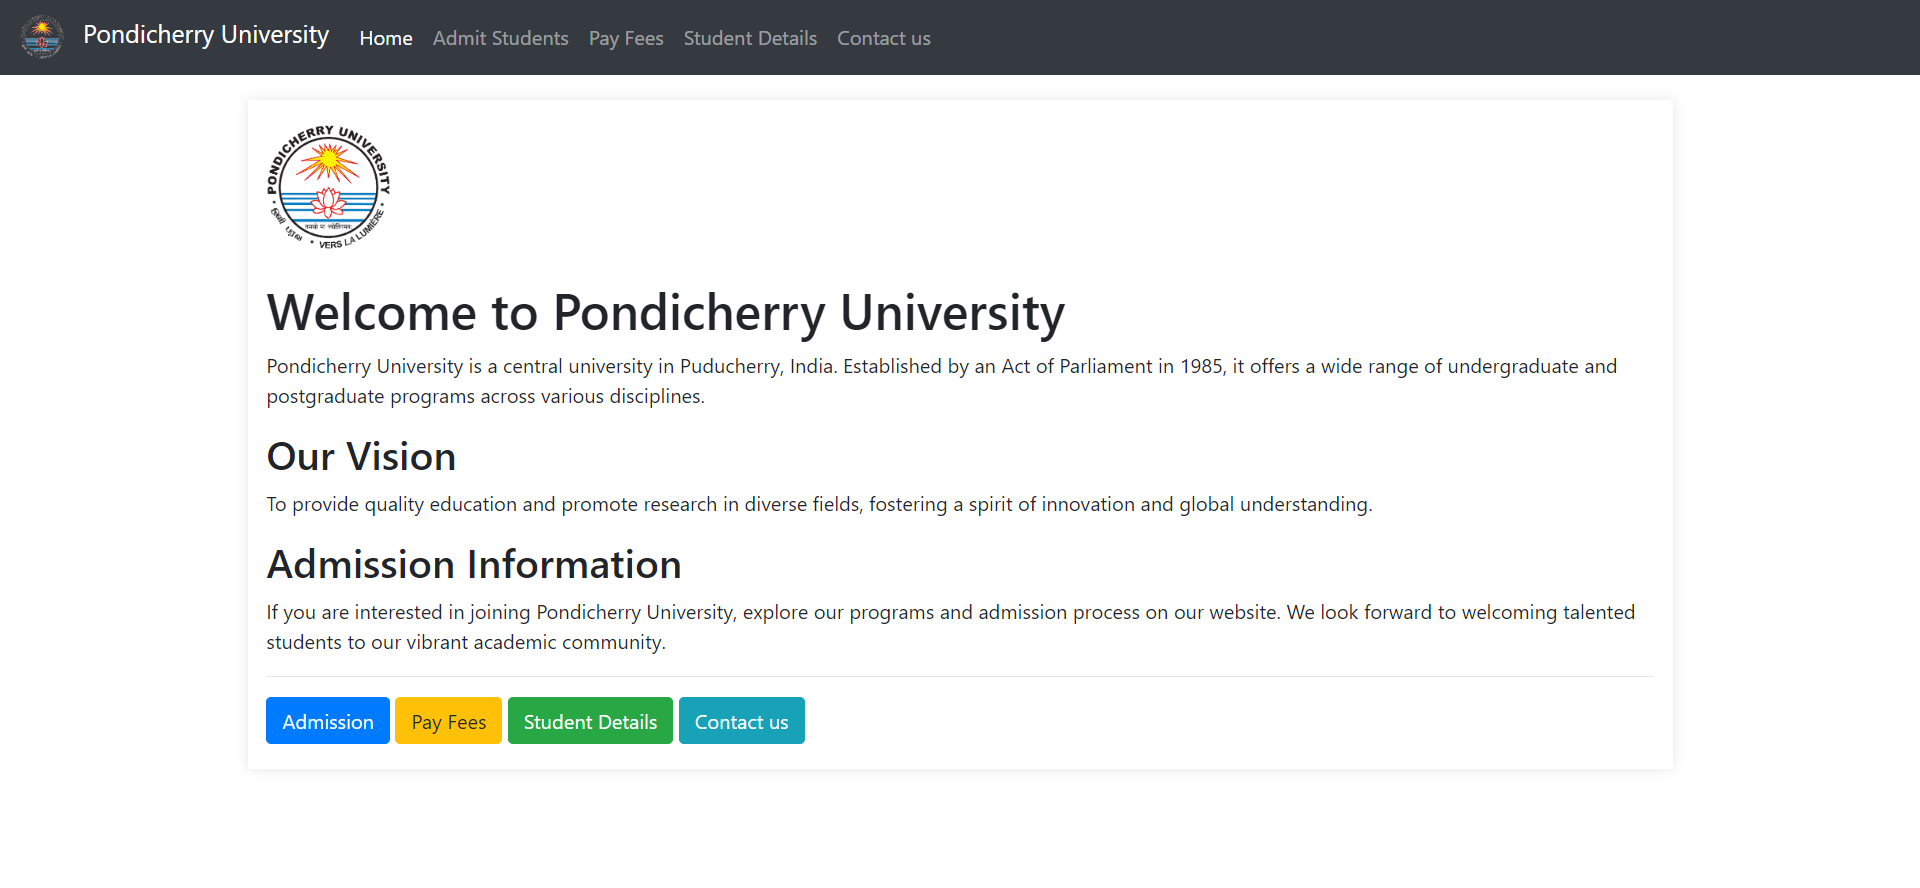 Pondicherry University Home Admit Students Pay Fees Student Details Contact us
PONDICHERRY UNIVERSITY
VERS LA LUMIÈRE
Welcome to Pondicherry University
Pondicherry University is a central university in Puducherry, India. Established by an Act of Parliament in 1985, it offers a wide range of undergraduate and
postgraduate programs across various disciplines.
Our Vision
To provide quality education and promote research in diverse fields, fostering a spirit of innovation and global understanding.
Admission Information
If you are interested in joining Pondicherry University, explore our programs and admission process on our website. We look forward to welcoming talented
students to our vibrant academic community.
Admission Pay Fees Student Details Contact us